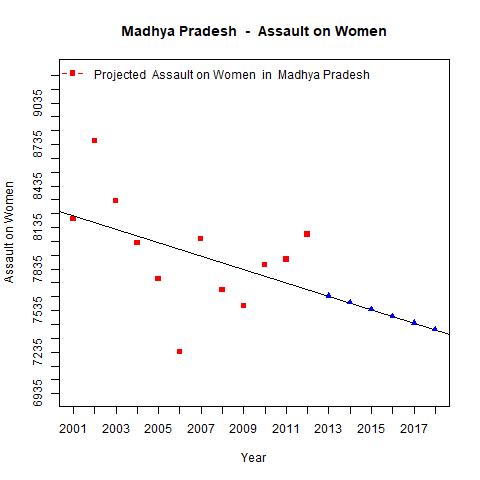 Madhya Pradesh - Assault on Women
Projected Assault on Women in Madhya Pradesh
Assault on Women
9035
8735
8435
8135
7835
7535
7235
6935
2001 2003 2005 2007 2009 2011 2013 2015 2017
Year